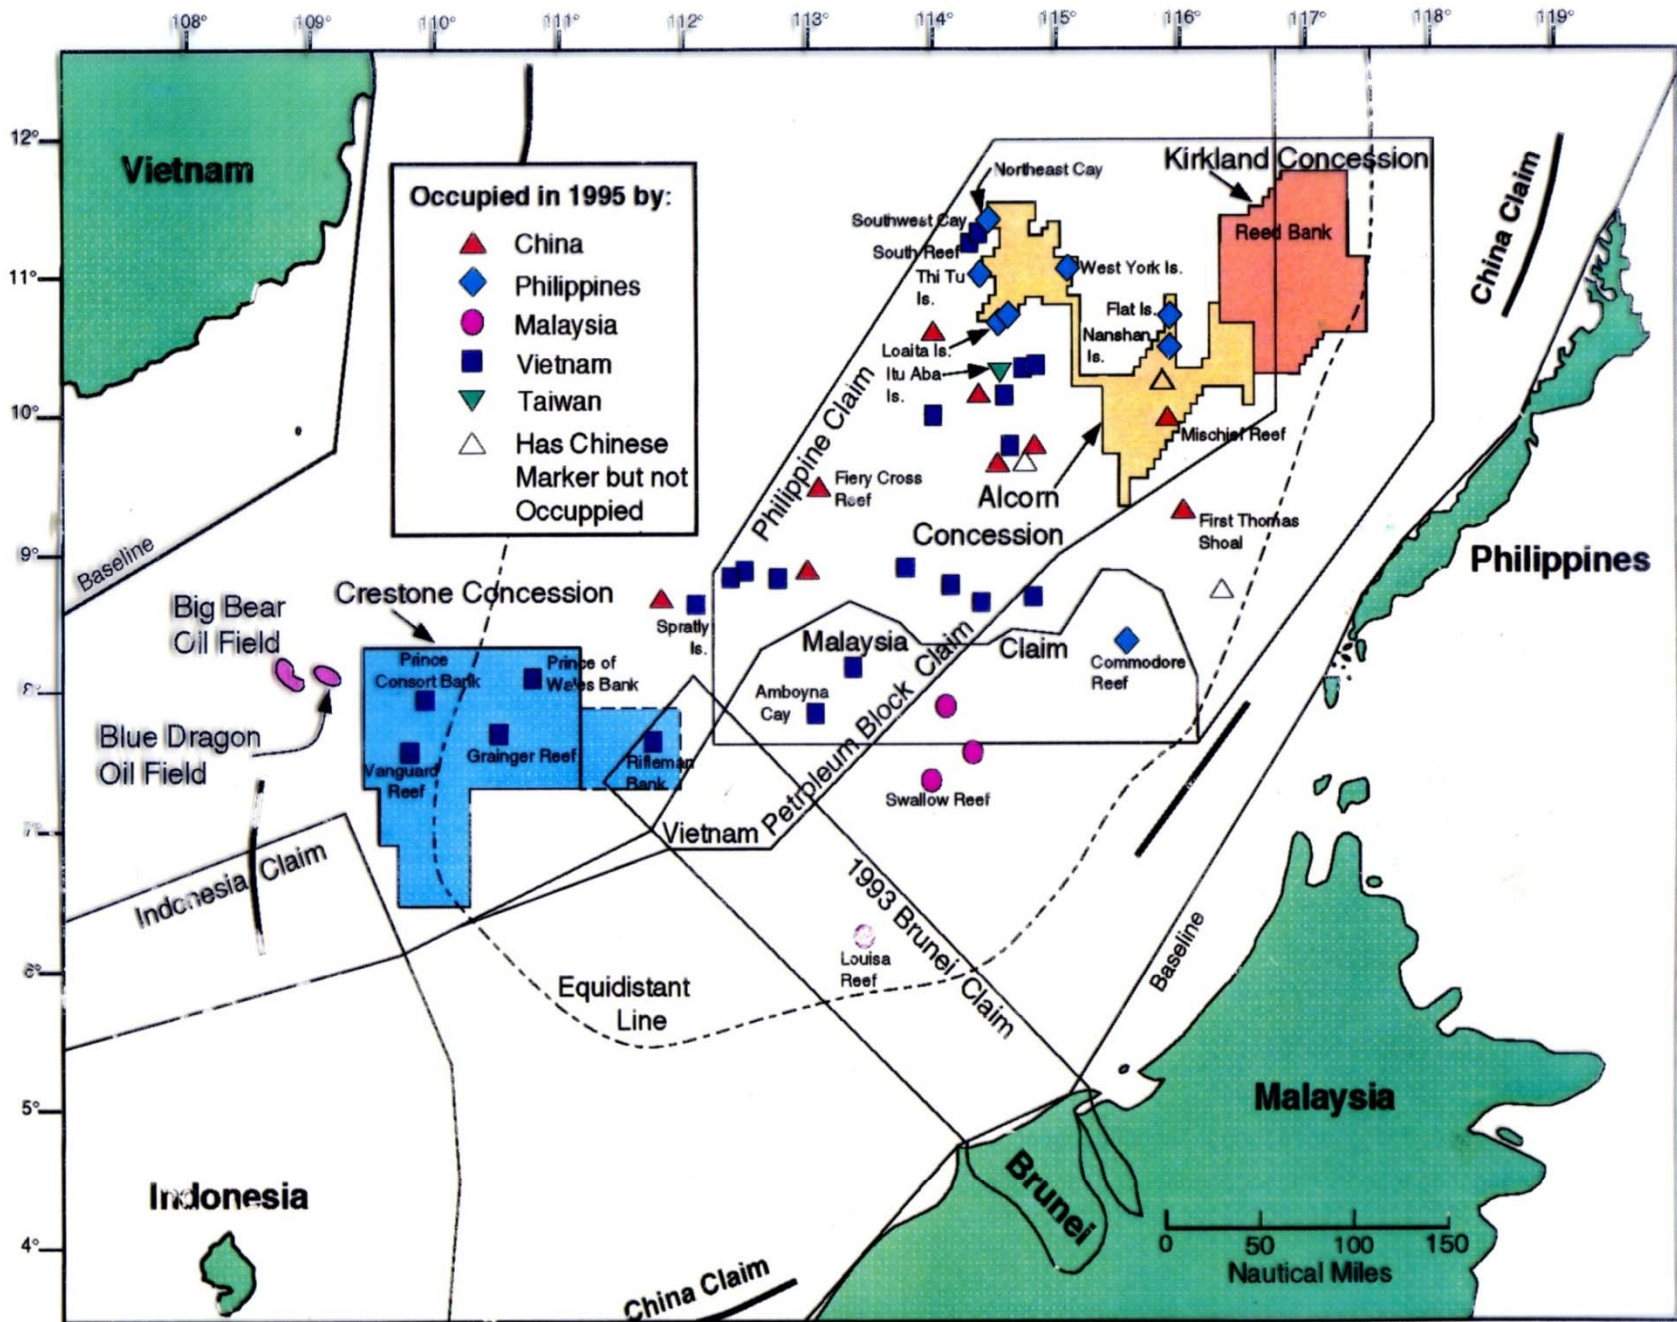 108° 109° 110° 111° 112° 113° 114° 115° 116° 117° 118° 119°
12°
11°
10°
9°
8°
7°
6°
5°
4°
Vietnam
Occupied in 1995 by:
China
Philippines
Malaysia
Vietnam
Taiwan
Has Chinese
Marker but not
Occuppied
Northeast Cay
Southwest Cay
South Reef
Thi Tu
Is.
West York Is.
Flat Is.
Nanshan
Is.
Loaita Is.
Itu Aba
Is.
Kirkland Concession
Reed Bank
China Claim
Philippine Claim
Mischief Reef
Alcorn
Concession
Fiery Cross
Reef
First Thomas
Shoal
Philippines
Baseline
Big Bear
Oil Field
Crestone Concession
Blue Dragon
Oil Field
Prince
Consort Bank
Prince of
Wales Bank
Vanguard
Reef
Grainger Reef
Rifleman
Bank
Spratly
Is.
Malaysia
Claim
Amboyna
Cay
Commodore
Reef
Swallow Reef
Vietnam Petroleum Block Claim
Indonesia Claim
1993 Brunei Claim
Louisa
Reef
Equidistant
Line
Baseline
Malaysia
Brunei
Indonesia
China Claim
0 50 100 150
Nautical Miles